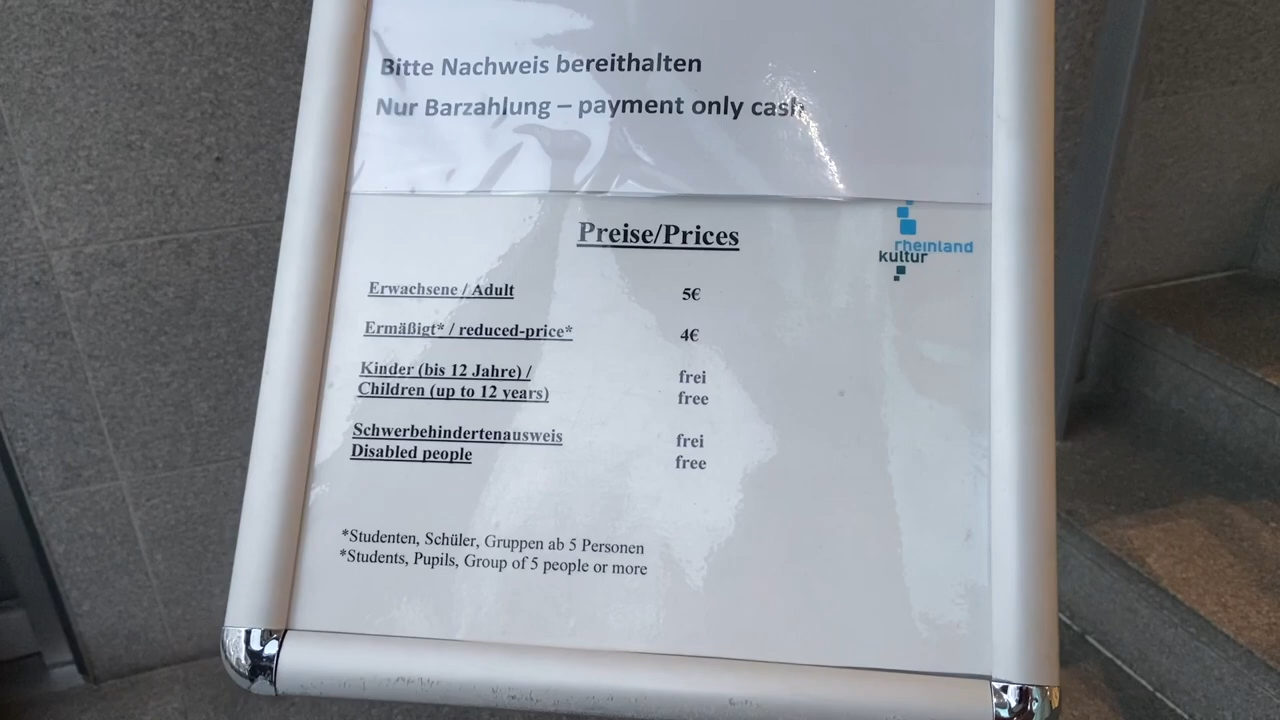 Bitte Nachweis bereithalten
Nur Barzahlung – payment only cash
Preise/Prices
rheinland
kultur
Erwachsene / Adult 5€
Ermäßigt* / reduced-price* 4€
Kinder (bis 12 Jahre) / frei
Children (up to 12 years) free
Schwerbehindertenausweis frei
Disabled people free
*Studenten, Schüler, Gruppen ab 5 Personen
*Students, Pupils, Group of 5 people or more